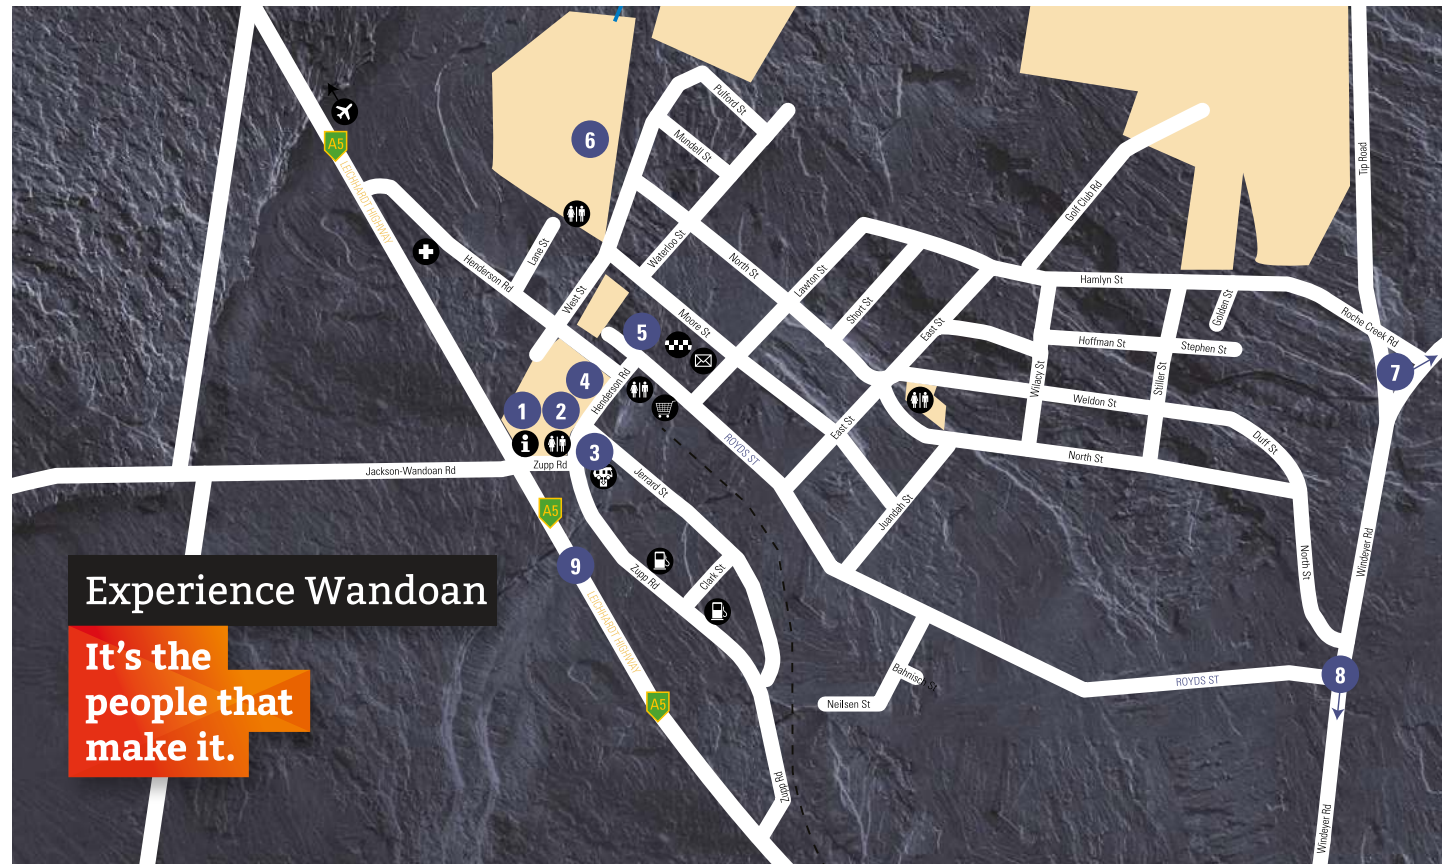 A5
LEICHHARDT HIGHWAY
6
Pulford St
Mundell St
Tip Road
Golf Club Rd
Lane St
Henderson Rd
West St
Waterloo St
North St
Lawton St
Short St
Moore St
East St
Hamlyn St
Golden St
Roche Creek Rd
Hoffman St
Stephen St
Wilacy St
Stiller St
Weldon St
Duff St
5
7
4
1
2
i
3
Henderson Rd
ROYDS ST
East St
North St
Jackson-Wandoan Rd
Zupp Rd
Jerrard St
Juandah St
A5
9
Zupp Rd
Clark St
North St
Windeyer Rd
LEICHHARDT HIGHWAY
Experience Wandoan
It's the
people that
make it.
A5
Bahnisch St
Neilsen St
ROYDS ST
8
Zupp Rd
Windeyer Rd